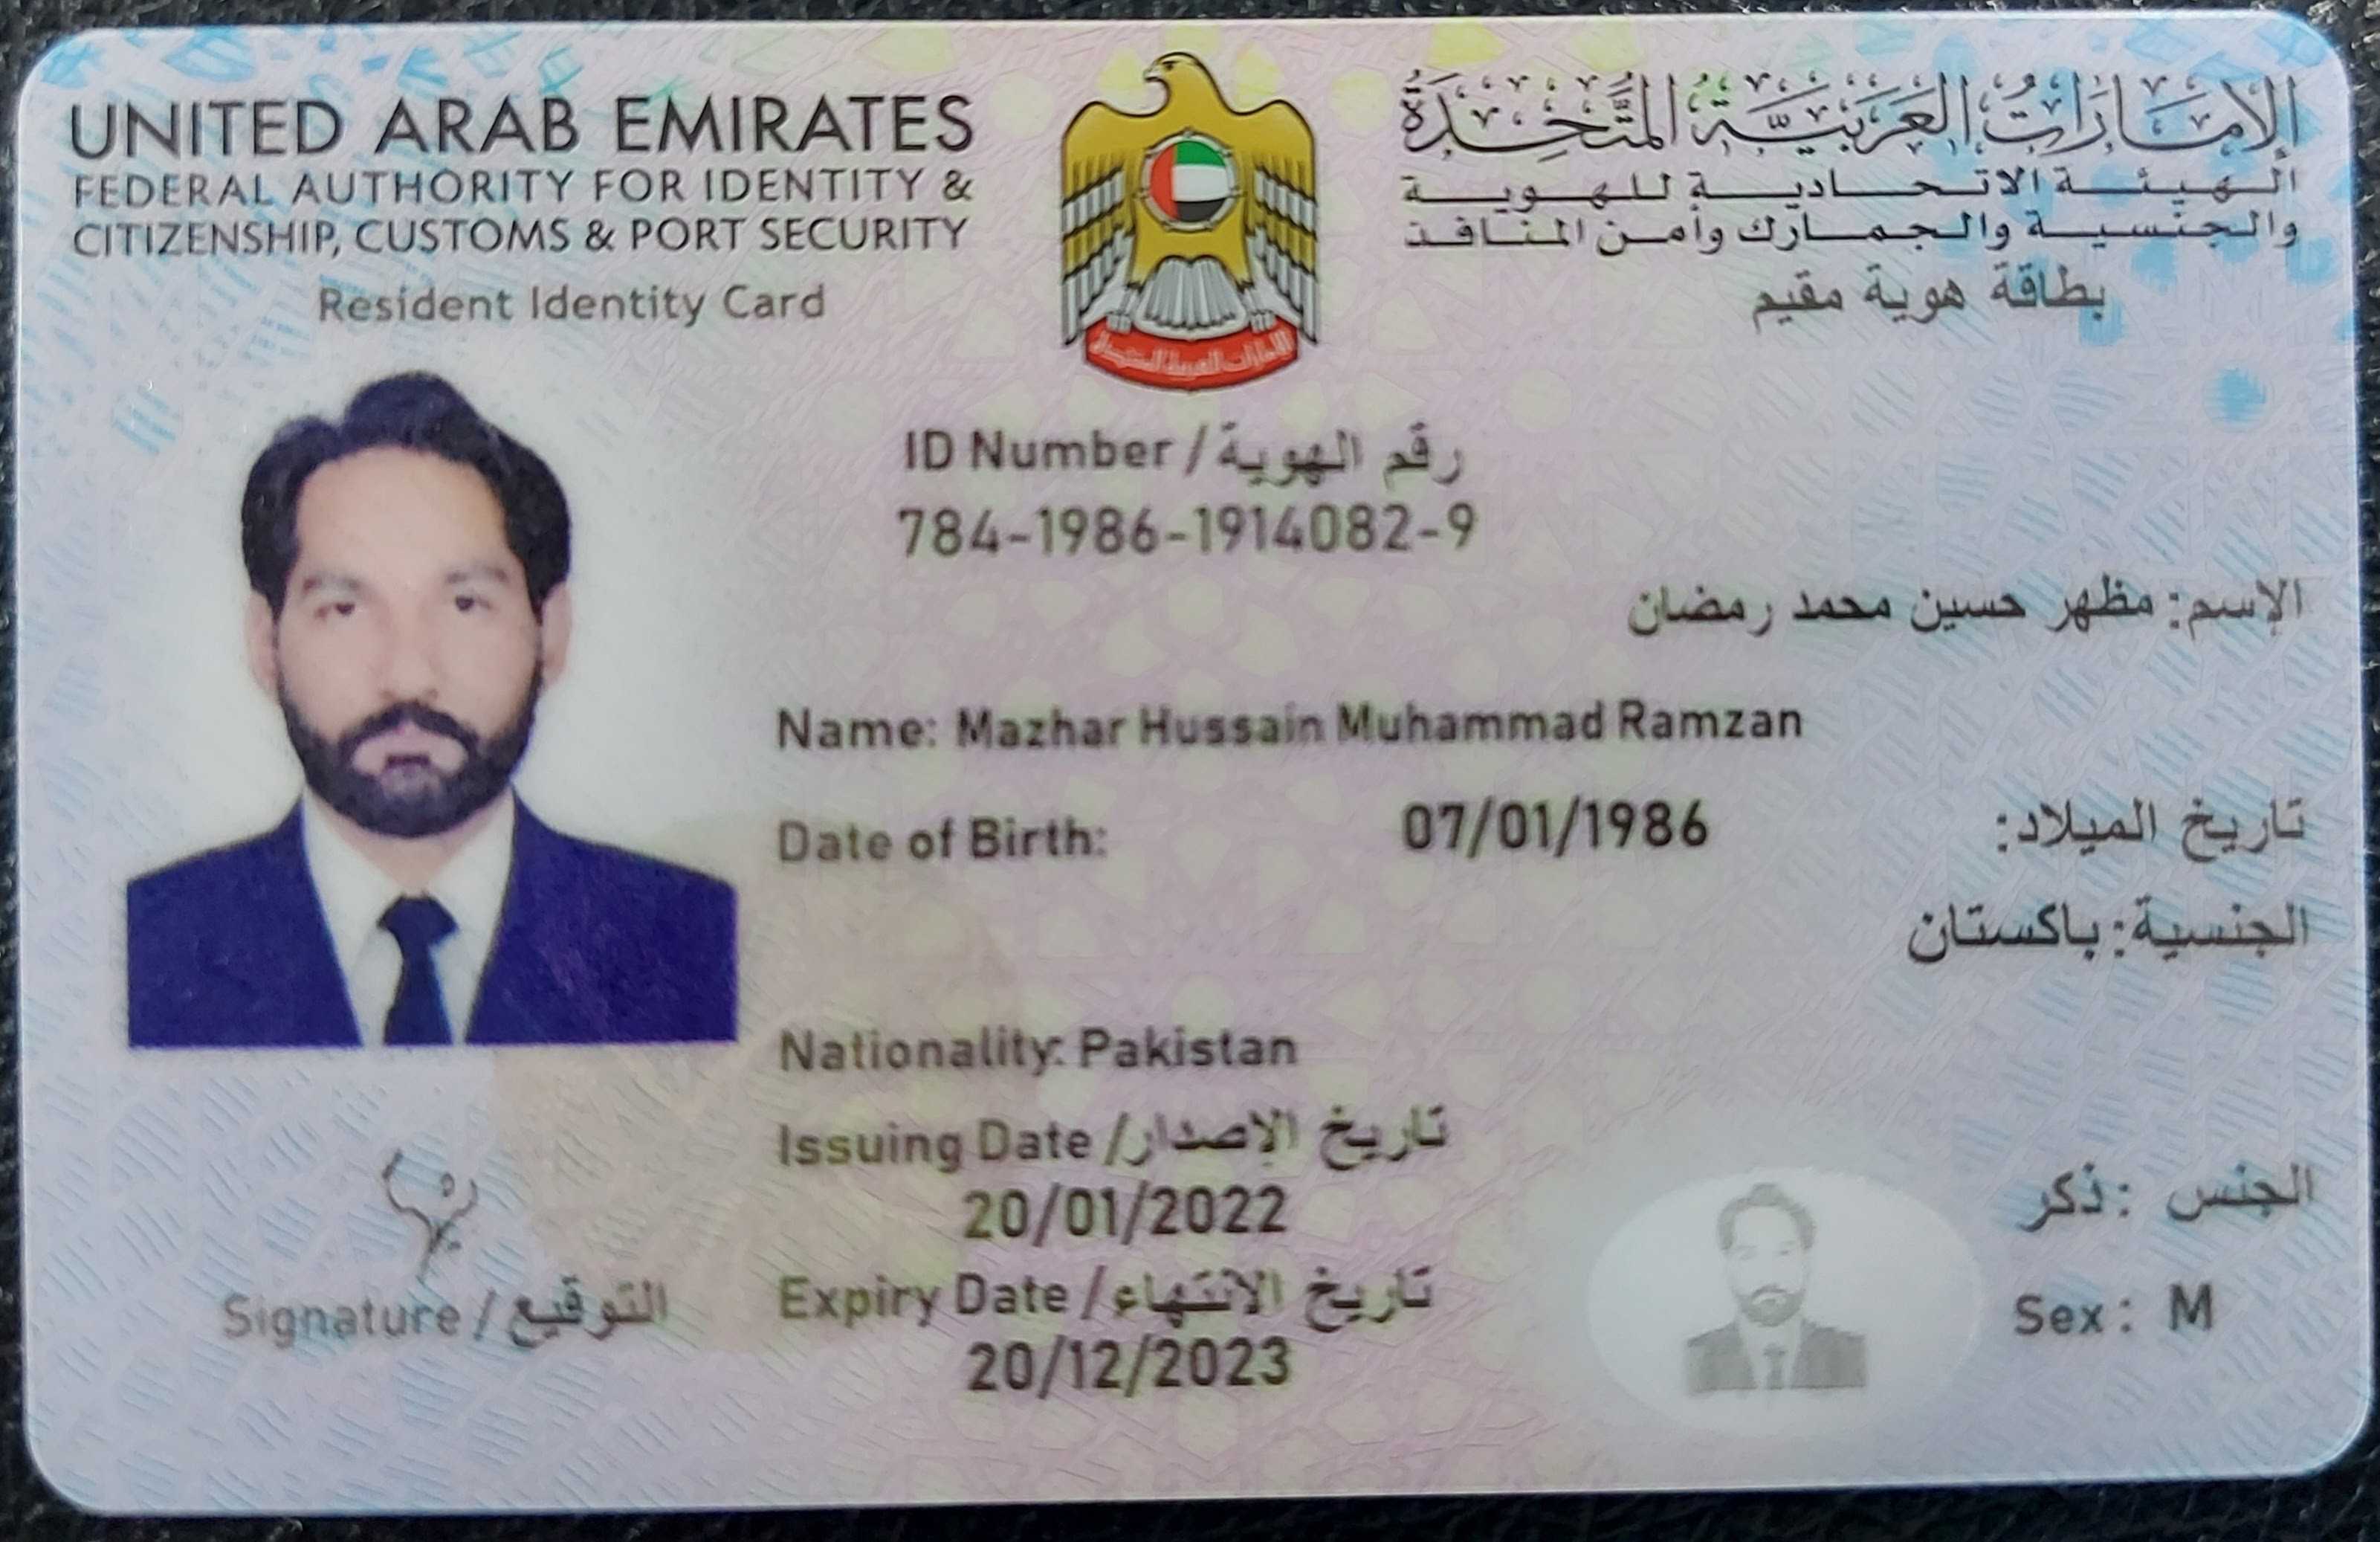 UNITED ARAB EMIRATES
FEDERAL AUTHORITY FOR IDENTITY &
CITIZENSHIP, CUSTOMS & PORT SECURITY
Resident Identity Card
الإمارات العربية المتحدة
الهيئة الاتحادية للهوية
والجنسية والجمارك وأمن المنافذ
بطاقة هوية مقيم
الإمارات العربية المتحدة
ID Number / رقم الهوية
784-1986-1914082-9
الإسم: مظهر حسين محمد رمضان
Name: Mazhar Hussain Muhammad Ramzan
Date of Birth: 07/01/1986 تاريخ الميلاد:
الجنسية: باكستان
Nationality: Pakistan
Issuing Date / تاريخ الإصدار
20/01/2022
Expiry Date / تاريخ الانتهاء
20/12/2023
الجنس : ذكر
Sex : M
Signature / التوقيع